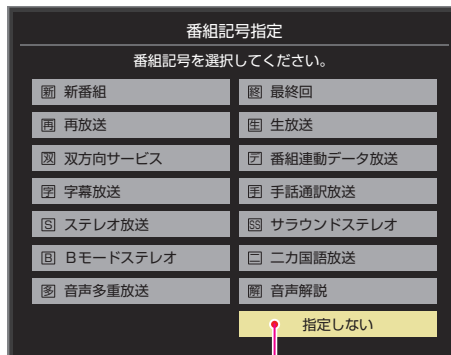 番組記号指定
番組記号を選択してください。
新 新番組
終 最終回
再 再放送
生 生放送
双 双方向サービス
デ 番組連動データ放送
字 字幕放送
手 手話通訳放送
S ステレオ放送
SS サラウンドステレオ
B Bモードステレオ
二 二カ国語放送
多 音声多重放送
解 音声解説
指定しない